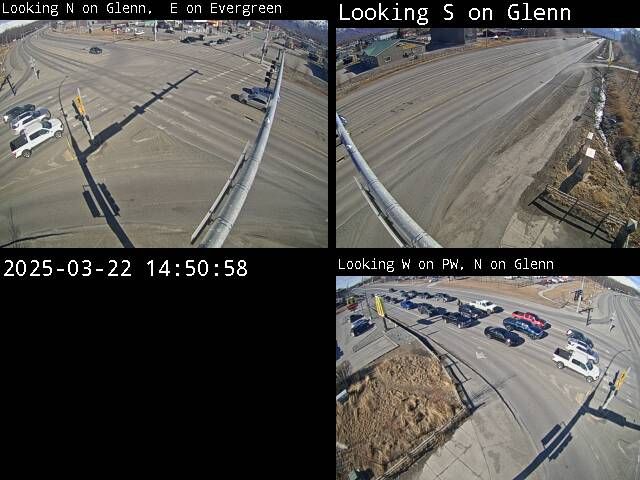 Looking N on Glenn,  E on Evergreen
Looking S on Glenn
2025-03-22 14:50:58
Looking W on PW, N on Glenn